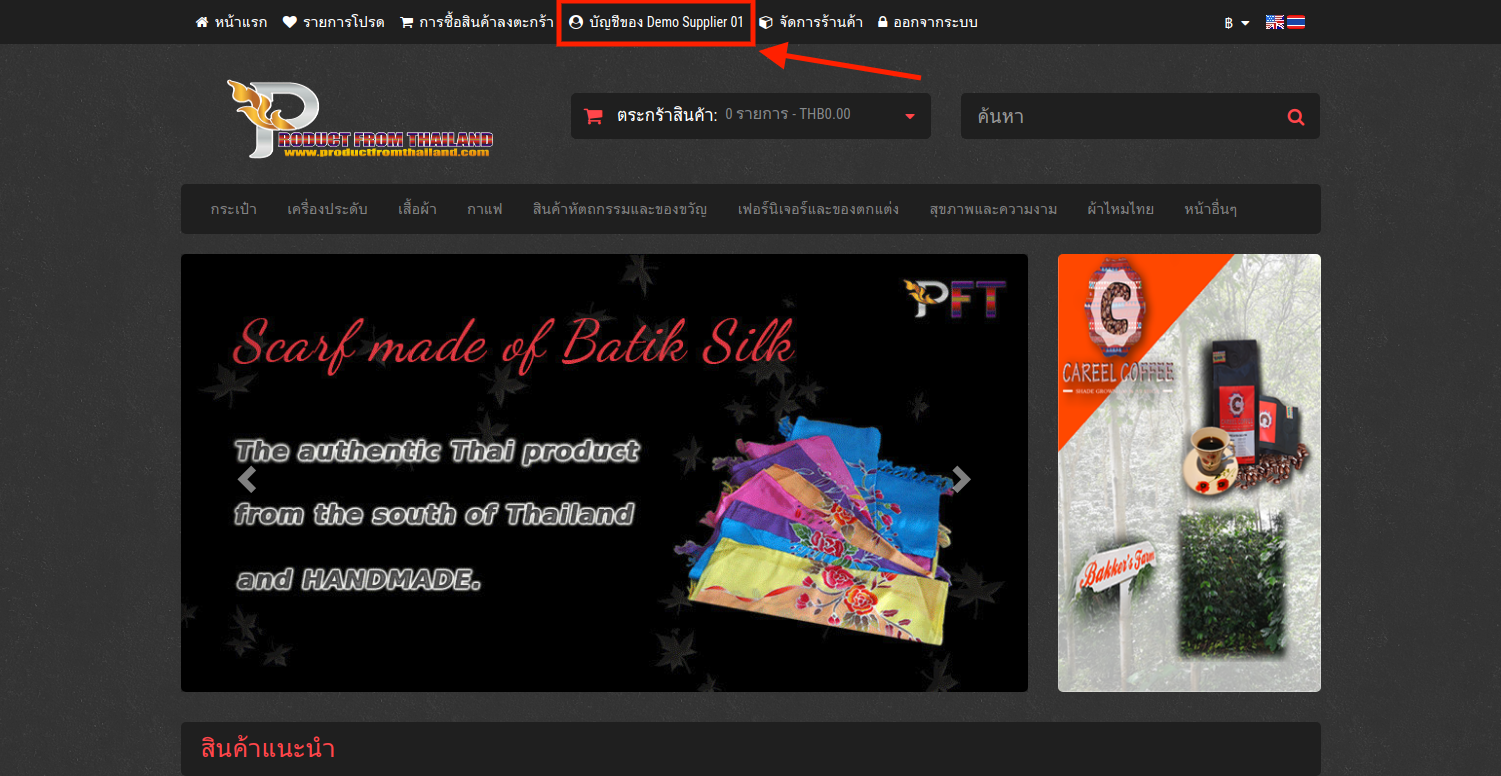 หน้าแรก รายการโปรด การซื้อสินค้าลงตะกร้า บัญชีของ Demo Supplier 01 จัดการร้านค้า ออกจากระบบ ฿
PRODUCT FROM THAILAND
www.productfromthailand.com
ตระกร้าสินค้า: 0 รายการ - THB0.00
ค้นหา
กระเป๋า เครื่องประดับ เสื้อผ้า กาแฟ สินค้าหัตถกรรมและของขวัญ เฟอร์นิเจอร์และของตกแต่ง สุขภาพและความงาม ผ้าไหมไทย หน้าอื่นๆ
PFT
Scarf made of Batik Silk
The authentic Thai product
from the south of Thailand
and HANDMADE.
C
CAREEL COFFEE
Bakker's Farm
สินค้าแนะนำ